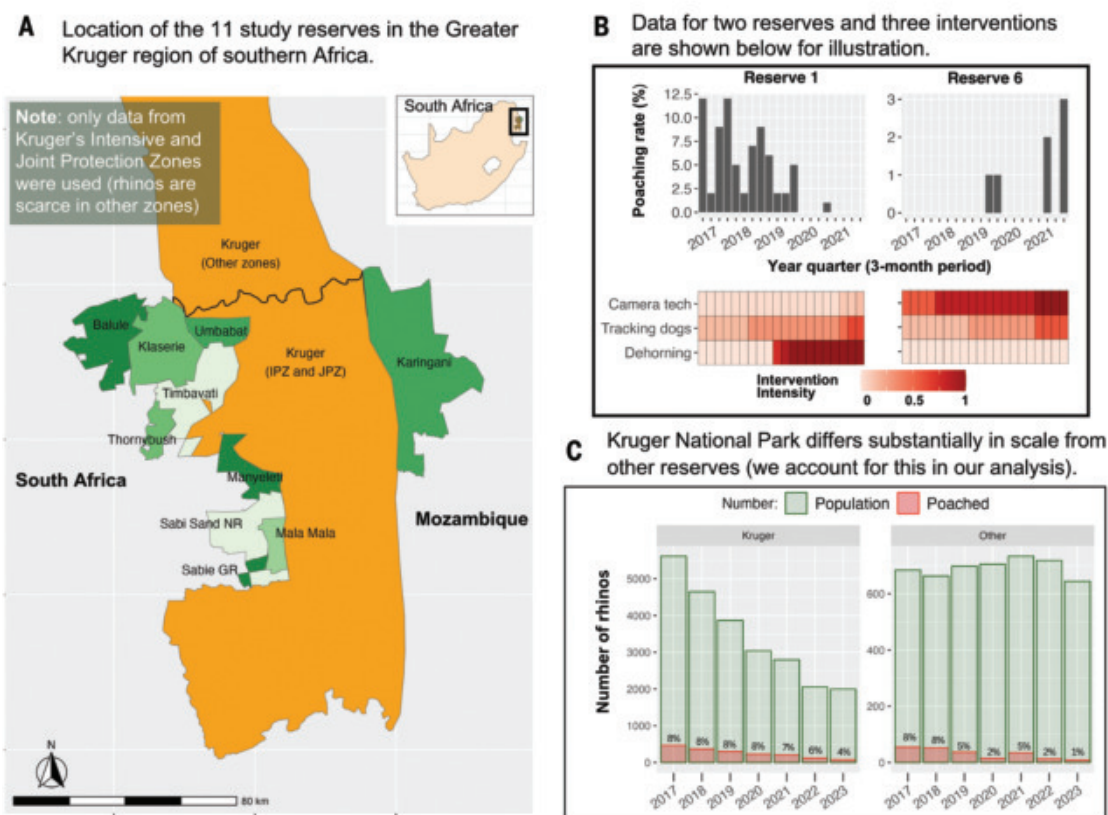 A Location of the 11 study reserves in the Greater
Kruger region of southern Africa.
Note: only data from
Kruger's Intensive and
Joint Protection Zones
were used (rhinos are
scarce in other zones)
South Africa
Kruger
(Other zones)
Balule
Klaserie
Umbabat
Kruger
(IPZ and JPZ)
Karingani
Timbavati
Thornybush
South Africa
Manyeleti
Sabi Sand NR
Mala Mala
Mozambique
Sabie GR
N
80 km
B Data for two reserves and three interventions
are shown below for illustration.
Reserve 1
Reserve 6
Poaching rate (%)
12.5
10.0
7.5
5.0
2.5
0.0
3
2
1
0
2017 2018 2019 2020 2021
2017 2018 2019 2020 2021
Year quarter (3-month period)
Camera tech
Tracking dogs
Dehorning
Intervention
Intensity
0 0.5 1
C Kruger National Park differs substantially in scale from
other reserves (we account for this in our analysis).
Number: Population Poached
Kruger
Other
Number of rhinos
5000
4000
3000
2000
1000
0
8% 8% 8% 8% 7% 6% 4%
2017 2018 2019 2020 2021 2022 2023
600
400
200
0
8% 8% 5% 2% 5% 2% 1%
2017 2018 2019 2020 2021 2022 2023